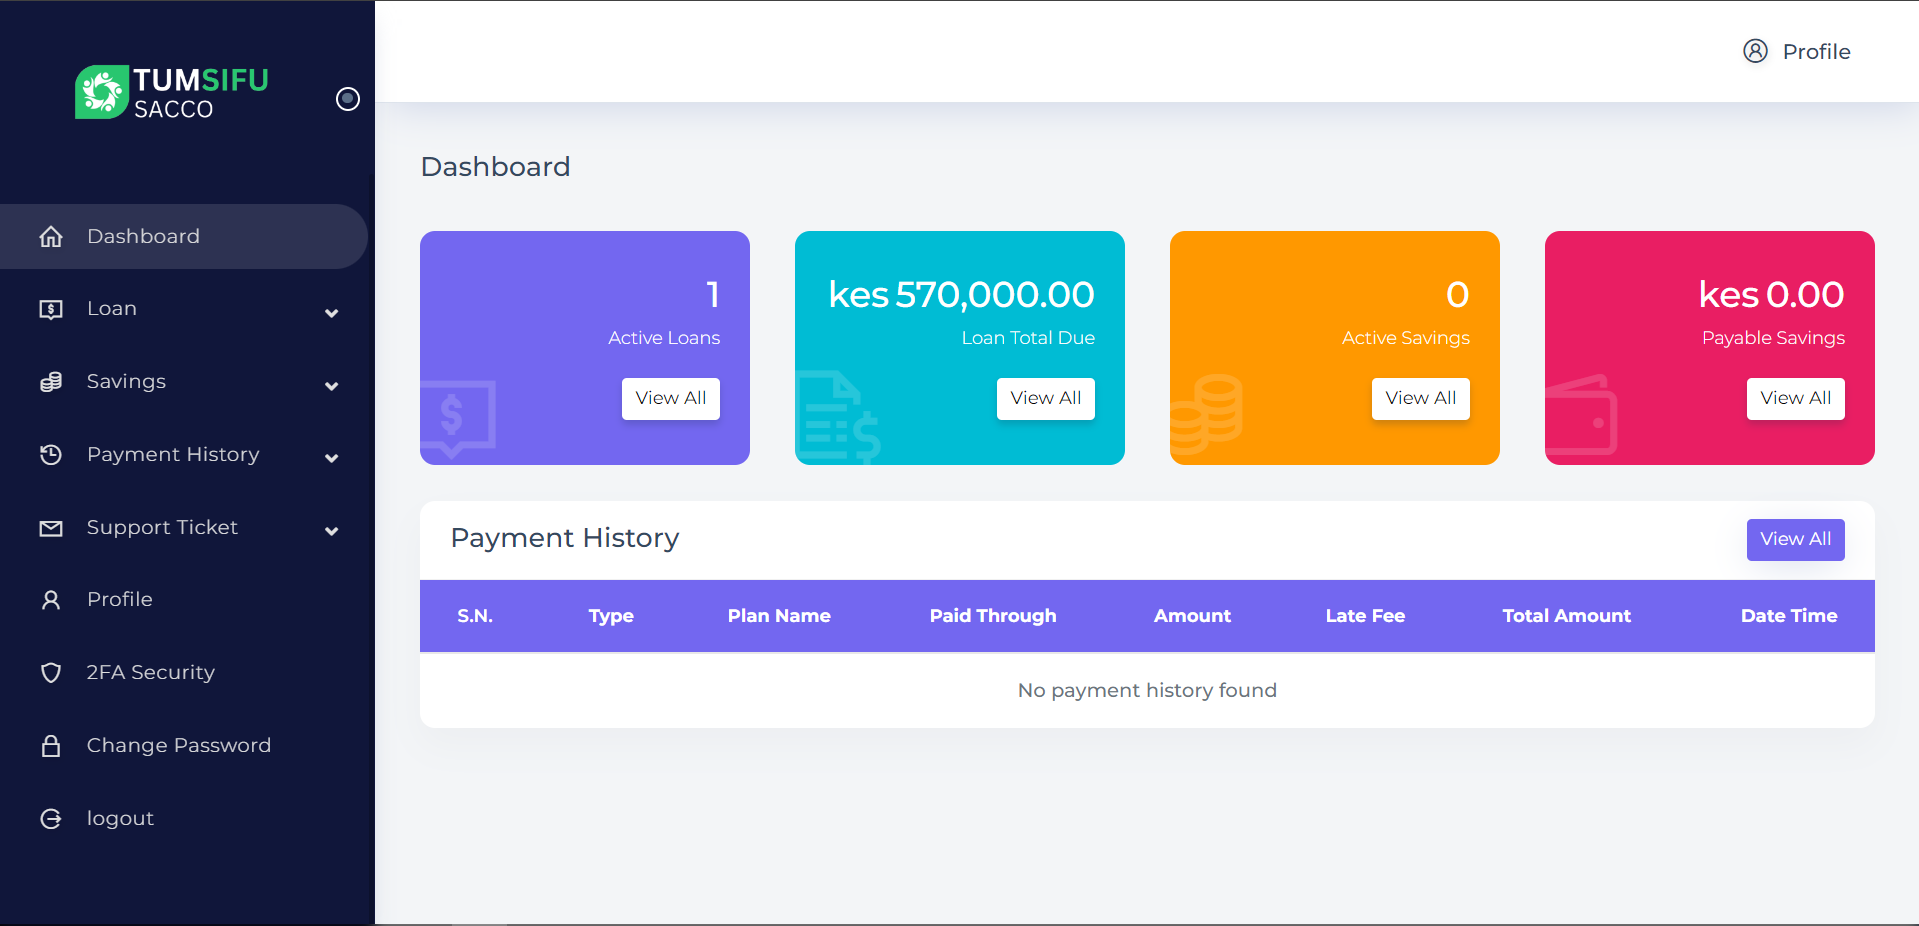 TUMSIFU
SACCO
Profile
Dashboard
Loan
Savings
Payment History
Support Ticket
Profile
2FA Security
Change Password
logout
Dashboard
1
Active Loans
View All
kes 570,000.00
Loan Total Due
View All
0
Active Savings
View All
kes 0.00
Payable Savings
View All
Payment History
View All
S.N. Type Plan Name Paid Through Amount Late Fee Total Amount Date Time
No payment history found